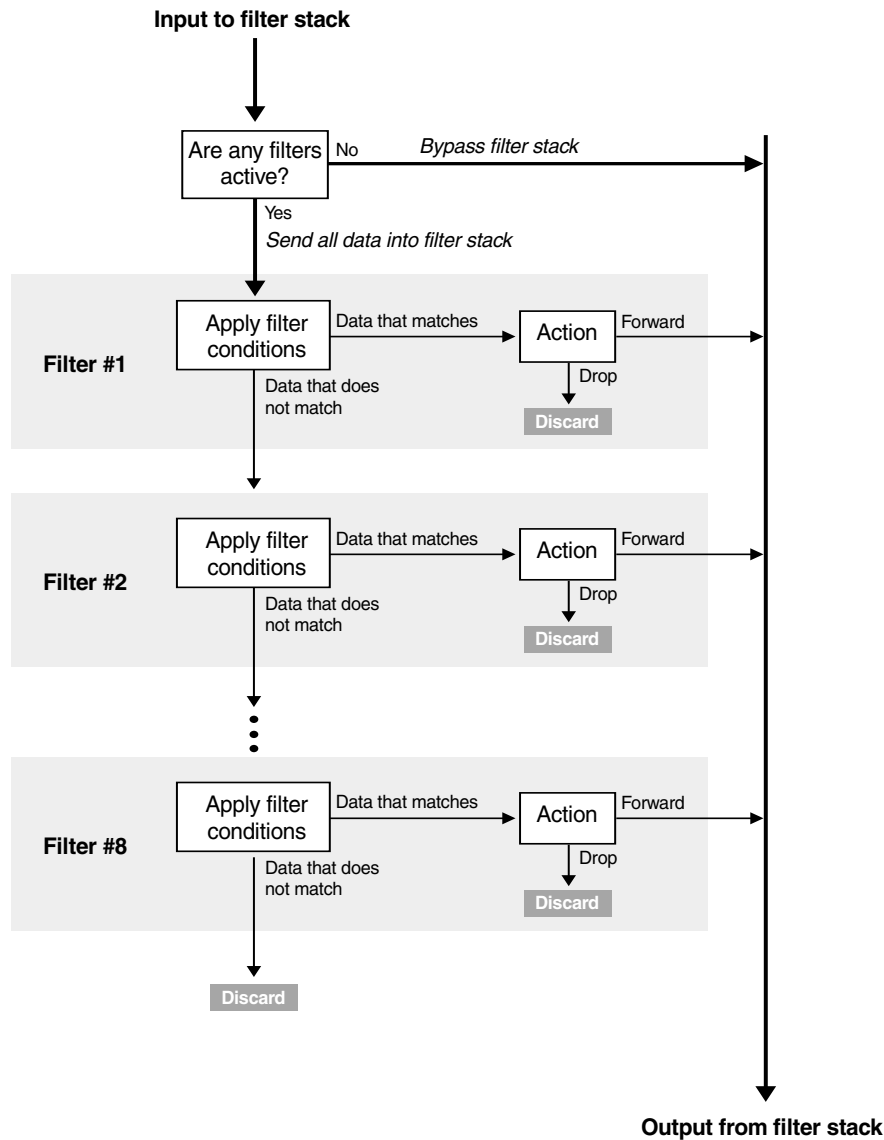 Input to filter stack
Are any filters
active?
No
Bypass filter stack
Yes
Send all data into filter stack
Filter #1
Apply filter
conditions
Data that matches
Action
Forward
Drop
Discard
Data that does
not match
Filter #2
Apply filter
conditions
Data that matches
Action
Forward
Drop
Discard
Data that does
not match
Filter #8
Apply filter
conditions
Data that matches
Action
Forward
Drop
Discard
Data that does
not match
Discard
Output from filter stack